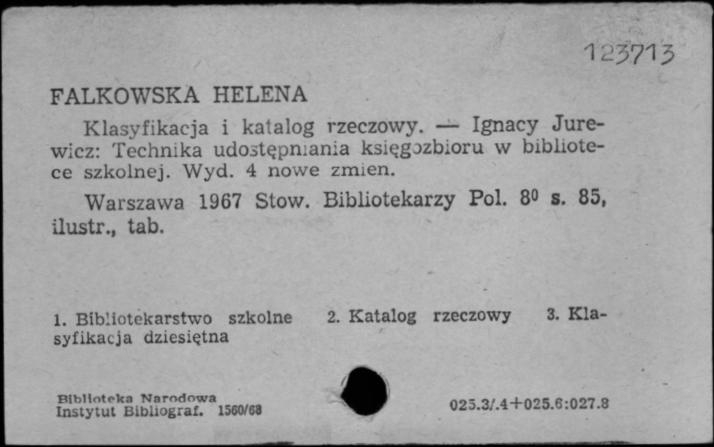 123713
FALKOWSKA HELENA
Klasyfikacja i katalog rzeczowy. — Ignacy Jure-
wicz: Technika udostępniania księgozbioru w bibliote-
ce szkolnej. Wyd. 4 nowe zmien.
Warszawa 1967 Stow. Bibliotekarzy Pol. 8⁰ s. 85,
ilustr., tab.
1. Bibliotekarstwo szkolne 2. Katalog rzeczowy 3. Kla-
syfikacja dziesiętna
Biblioteka Narodowa
Instytut Bibliograf. 1560/68
025.3/.4+025.6:027.8